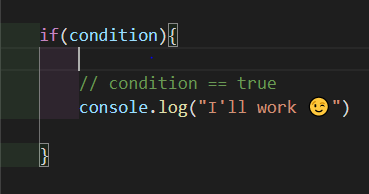 if(condition){
// condition == true
console.log("I'll work 😉")
}